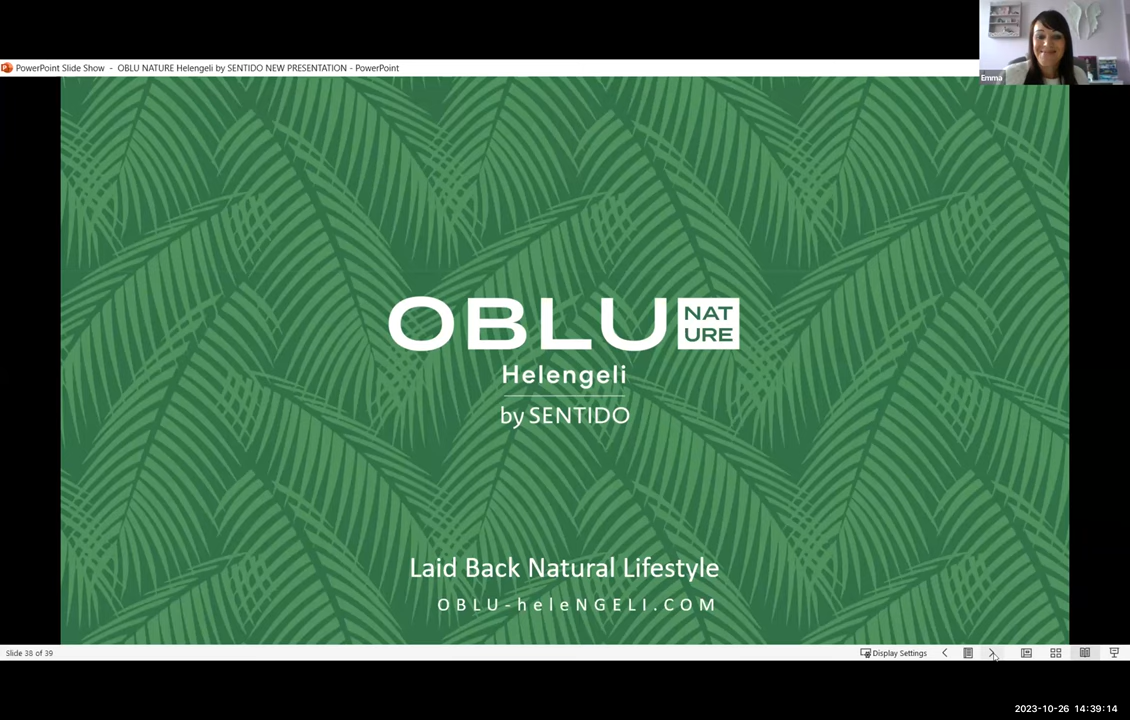 Emma
PowerPoint Slide Show - OBLU NATURE Helengeli by SENTIDO NEW PRESENTATION - PowerPoint
OBLU NAT
URE
Helengeli
by SENTIDO
Laid Back Natural Lifestyle
OBLU-heleNGELI.COM
Slide 38 of 39
Display Settings
2023-10-26 14:39:14